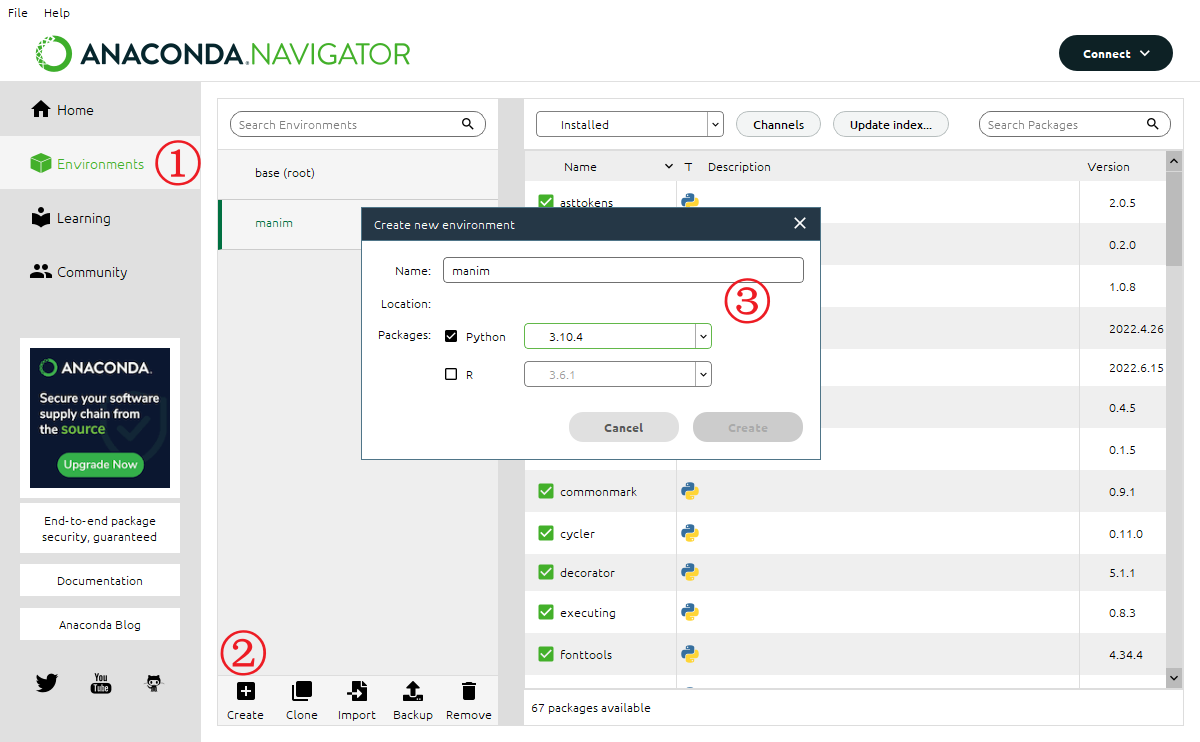 File Help
ANACONDA.NAVIGATOR
Connect
Home
Environments
①
Learning
Community
ANACONDA.
Secure your software
supply chain from
the source
Upgrade Now
End-to-end package
security, guaranteed
Documentation
Anaconda Blog
You
Tube
Search Environments
base (root)
manim
②
Create Clone Import Backup Remove
Installed Channels Update index... Search Packages
Name T Description Version
asttokens 2.0.5
0.2.0
1.0.8
2022.4.26
2022.6.15
0.4.5
0.1.5
commonmark 0.9.1
cycler 0.11.0
decorator 5.1.1
executing 0.8.3
fonttools 4.34.4
67 packages available
Create new environment
Name: manim
③
Location:
Packages: Python 3.10.4
R 3.6.1
Cancel Create